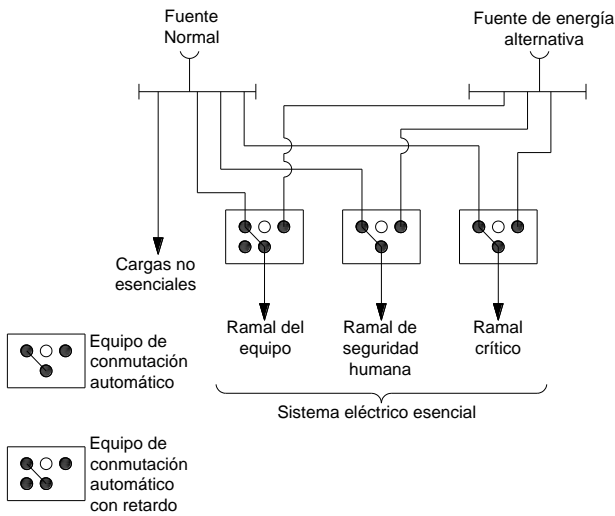 Fuente
Normal
Fuente de energía
alternativa
Cargas no
esenciales
Ramal del
equipo
Ramal de
seguridad
humana
Ramal
crítico
Sistema eléctrico esencial
Equipo de
conmutación
automático
Equipo de
conmutación
automático
con retardo